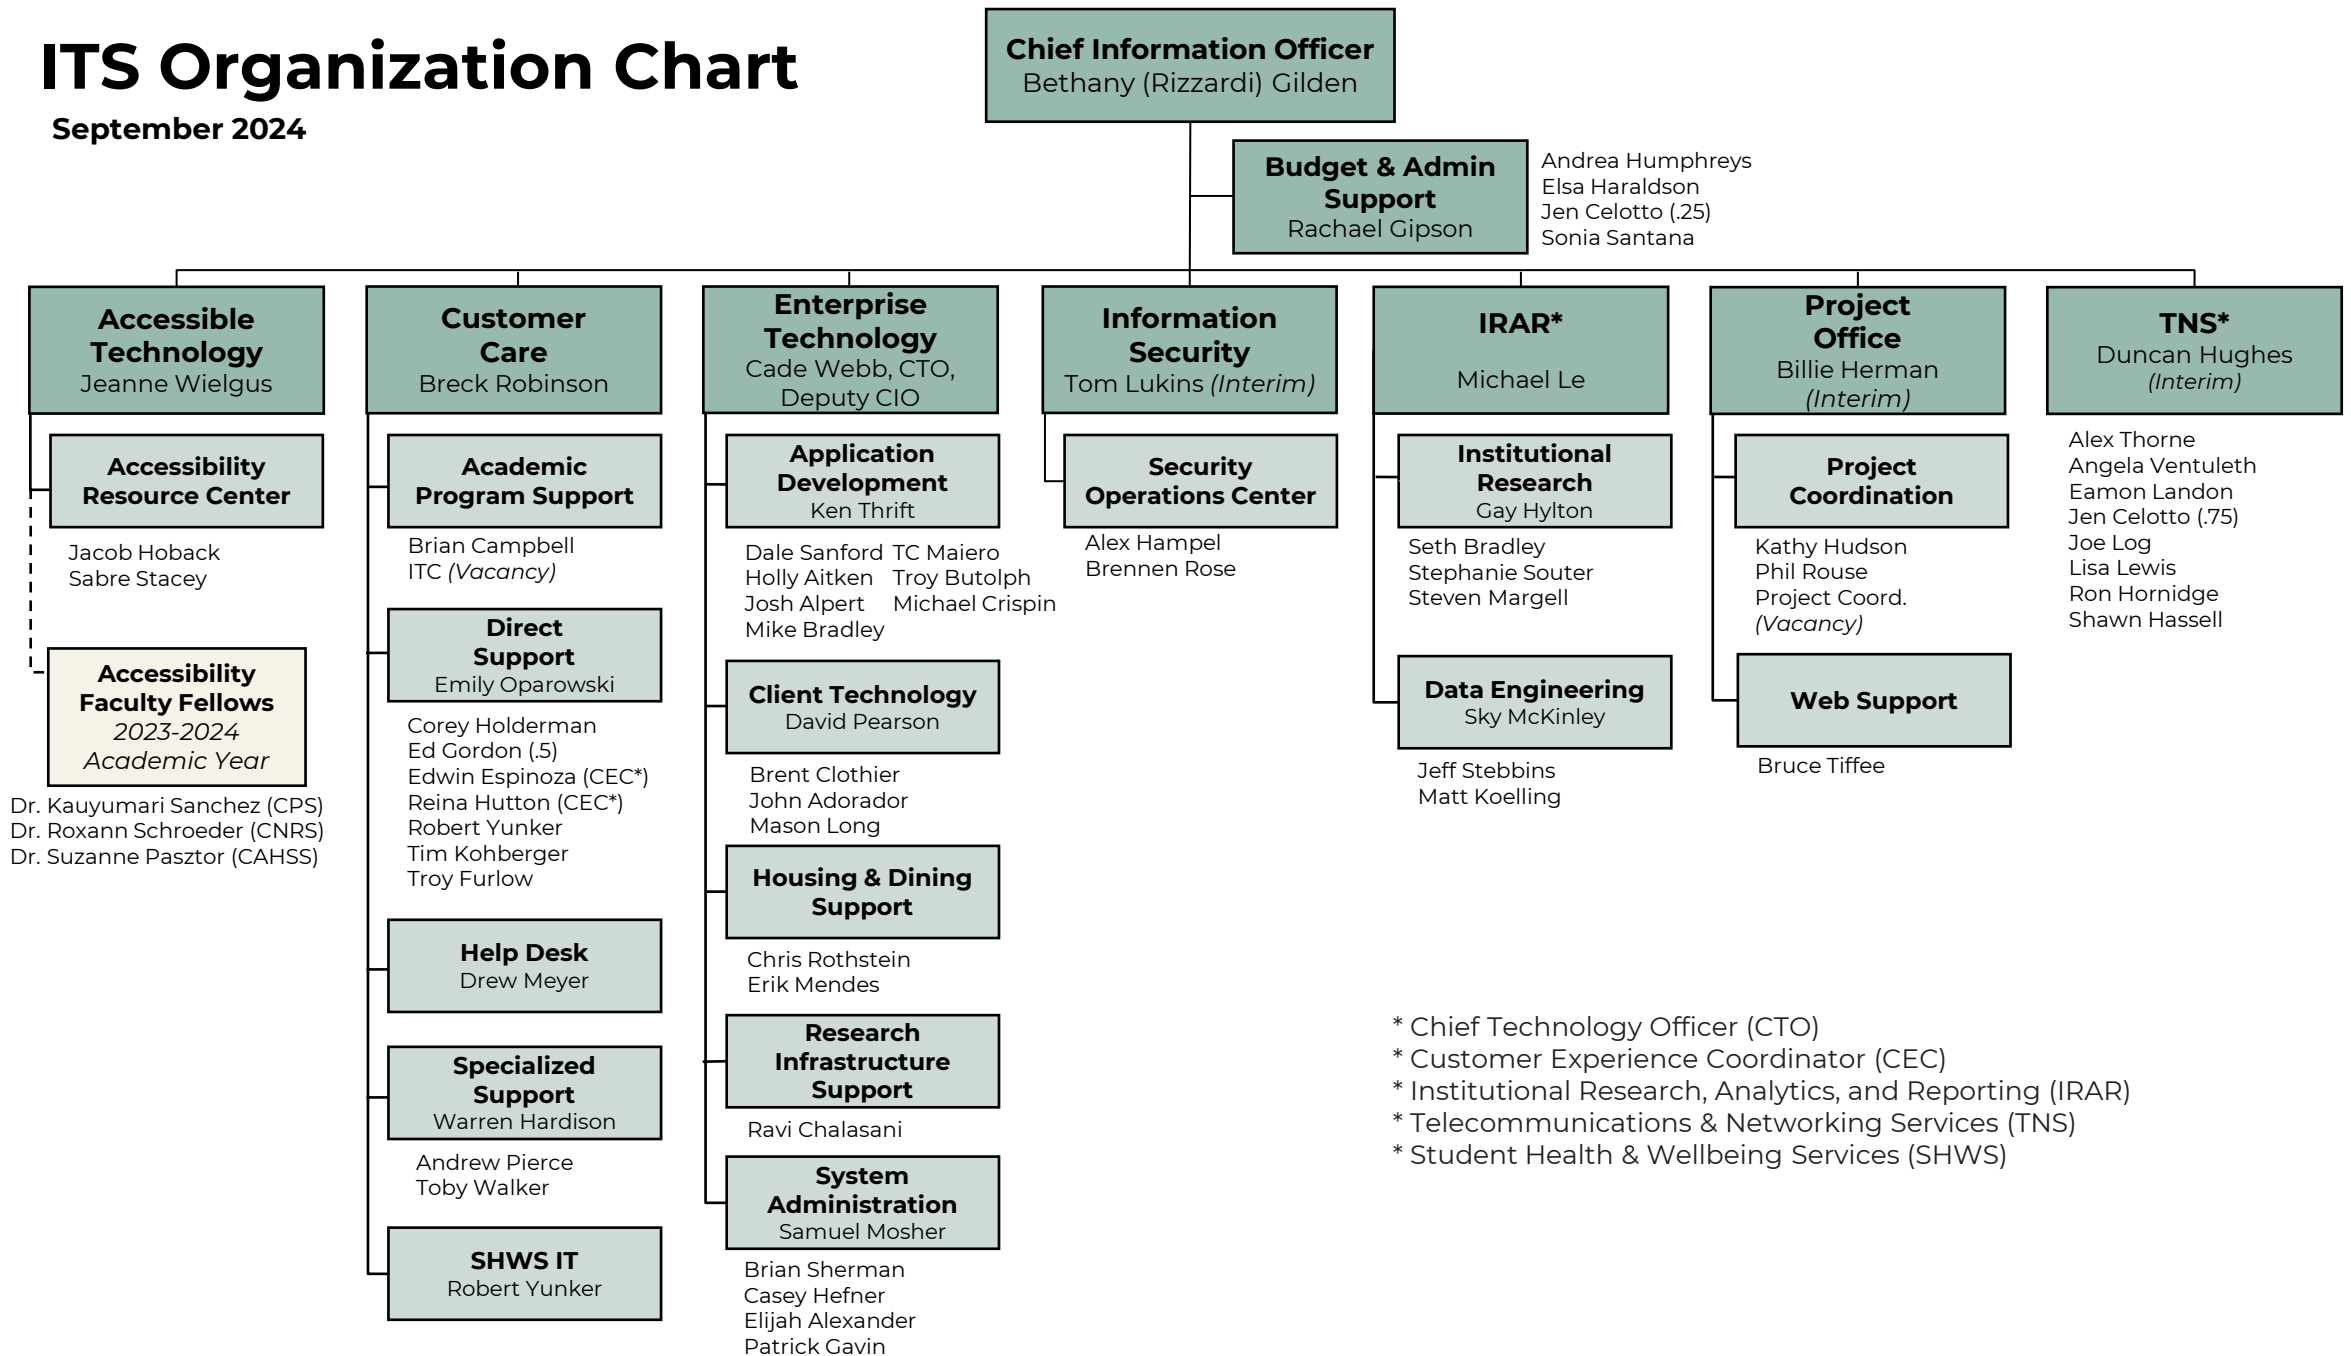 ITS Organization Chart
September 2024
Chief Information Officer
Bethany (Rizzardi) Gilden
Budget & Admin
Support
Rachael Gipson
Andrea Humphreys
Elsa Haraldson
Jen Celotto (.25)
Sonia Santana
Accessible
Technology
Jeanne Wielgus
Accessibility
Resource Center
Jacob Hoback
Sabre Stacey
Accessibility
Faculty Fellows
2023-2024
Academic Year
Dr. Kauyumari Sanchez (CPS)
Dr. Roxann Schroeder (CNRS)
Dr. Suzanne Pasztor (CAHSS)
Customer
Care
Breck Robinson
Academic
Program Support
Brian Campbell
ITC (Vacancy)
Direct
Support
Emily Oparowski
Corey Holderman
Ed Gordon (.5)
Edwin Espinoza (CEC*)
Reina Hutton (CEC*)
Robert Yunker
Tim Kohberger
Troy Furlow
Help Desk
Drew Meyer
Specialized
Support
Warren Hardison
Andrew Pierce
Toby Walker
SHWS IT
Robert Yunker
Enterprise
Technology
Cade Webb, CTO,
Deputy CIO
Application
Development
Ken Thrift
Dale Sanford TC Maiero
Holly Aitken Troy Butolph
Josh Alpert Michael Crispin
Mike Bradley
Client Technology
David Pearson
Brent Clothier
John Adorador
Mason Long
Housing & Dining
Support
Chris Rothstein
Erik Mendes
Research
Infrastructure
Support
Ravi Chalasani
System
Administration
Samuel Mosher
Brian Sherman
Casey Hefner
Elijah Alexander
Patrick Gavin
Information
Security
Tom Lukins (Interim)
Security
Operations Center
Alex Hampel
Brennen Rose
IRAR*
Michael Le
Institutional
Research
Gay Hylton
Seth Bradley
Stephanie Souter
Steven Margell
Data Engineering
Sky McKinley
Jeff Stebbins
Matt Koelling
Project
Office
Billie Herman
(Interim)
Project
Coordination
Kathy Hudson
Phil Rouse
Project Coord.
(Vacancy)
Web Support
Bruce Tiffee
TNS*
Duncan Hughes
(Interim)
Alex Thorne
Angela Ventuleth
Eamon Landon
Jen Celotto (.75)
Joe Log
Lisa Lewis
Ron Hornidge
Shawn Hassell
* Chief Technology Officer (CTO)
* Customer Experience Coordinator (CEC)
* Institutional Research, Analytics, and Reporting (IRAR)
* Telecommunications & Networking Services (TNS)
* Student Health & Wellbeing Services (SHWS)